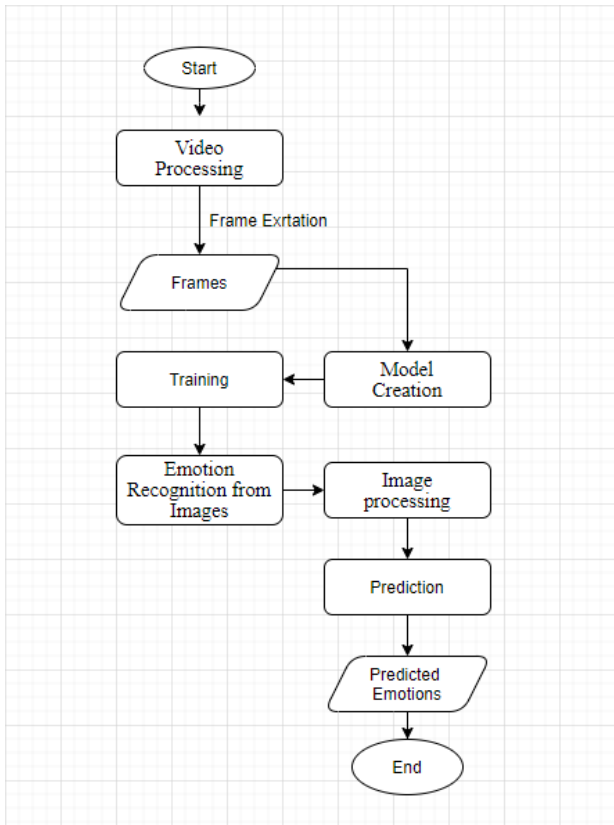 Start
Video
Processing
Frame Exrtation
Frames
Model
Creation
Training
Emotion
Recognition from
Images
Image
processing
Prediction
Predicted
Emotions
End